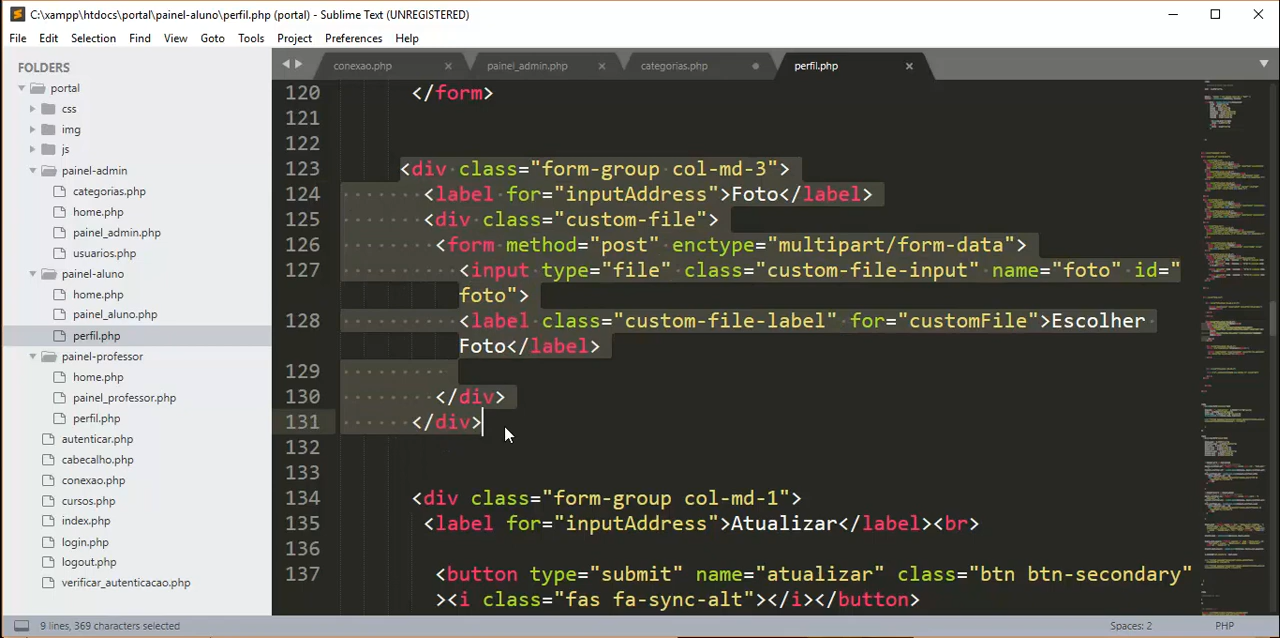 C:\xampp\htdocs\portal\painel-aluno\perfil.php (portal) - Sublime Text (UNREGISTERED)
File Edit Selection Find View Goto Tools Project Preferences Help
FOLDERS
portal
css
img
js
painel-admin
categorias.php
home.php
painel_admin.php
usuarios.php
painel-aluno
home.php
painel_aluno.php
perfil.php
painel-professor
home.php
painel_professor.php
perfil.php
autenticar.php
cabecalho.php
conexao.php
cursos.php
index.php
login.php
logout.php
verificar_autenticacao.php
conexao.php painel_admin.php categorias.php perfil.php
120 </form>
121
122
123 <div class="form-group col-md-3">
124 <label for="inputAddress">Foto</label>
125 <div class="custom-file">
126 <form method="post" enctype="multipart/form-data">
127 <input type="file" class="custom-file-input" name="foto" id="
foto">
128 <label class="custom-file-label" for="customFile">Escolher
Foto</label>
129
130 </div>
131 </div>
132
133
134 <div class="form-group col-md-1">
135 <label for="inputAddress">Atualizar</label><br>
136
137 <button type="submit" name="atualizar" class="btn btn-secondary"
><i class="fas fa-sync-alt"></i></button>
9 lines, 369 characters selected Spaces: 2 PHP